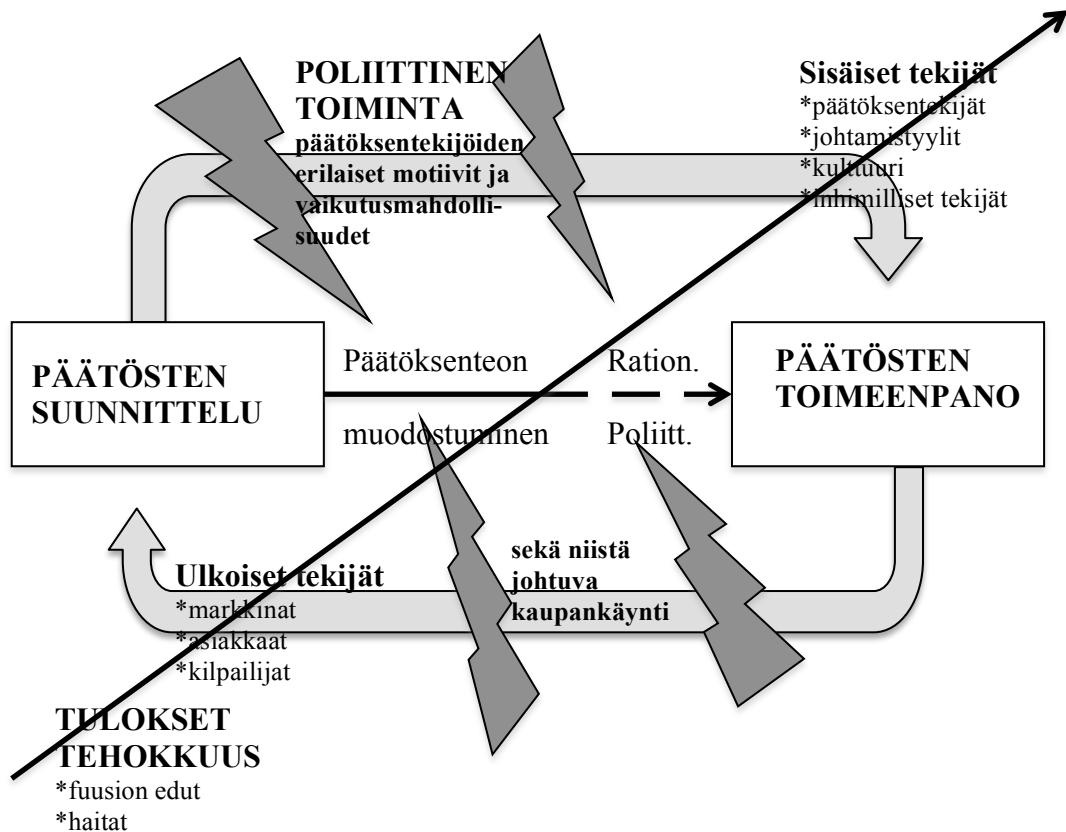 POLIITTINEN
TOIMINTA
päätöksentekijöiden
erilaiset motiivit ja
vaikutusmahdolli-
suudet
Sisäiset tekijät
*päätöksentekijät
*johtamistyylit
*kulttuuri
*inhimilliset tekijät
PÄÄTÖSTEN
SUUNNITTELU
Päätöksenteon
muodostuminen
Ration.
Poliitt.
PÄÄTÖSTEN
TOIMEENPANO
sekä niistä
johtuva
kaupankäynti
Ulkoiset tekijät
*markkinat
*asiakkaat
*kilpailijat
TULOKSET
TEHOKKUUS
*fuusion edut
*haitat